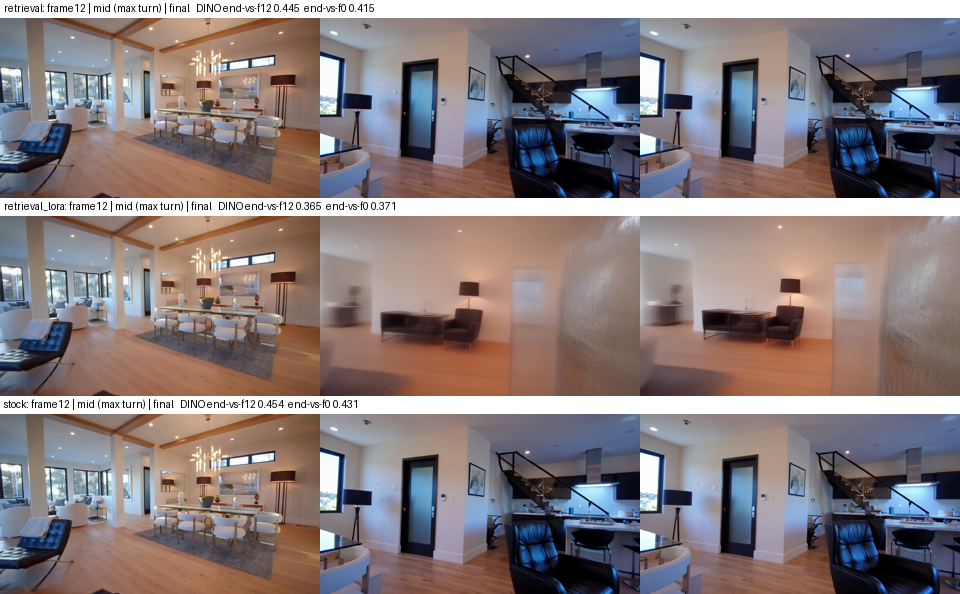 retrieval: frame12 | mid (max turn) | final DINO end-vs-f12 0.445 end-vs-f0 0.415
retrieval_lora: frame12 | mid (max turn) | final DINO end-vs-f12 0.365 end-vs-f0 0.371
stock: frame12 | mid (max turn) | final DINO end-vs-f12 0.454 end-vs-f0 0.431